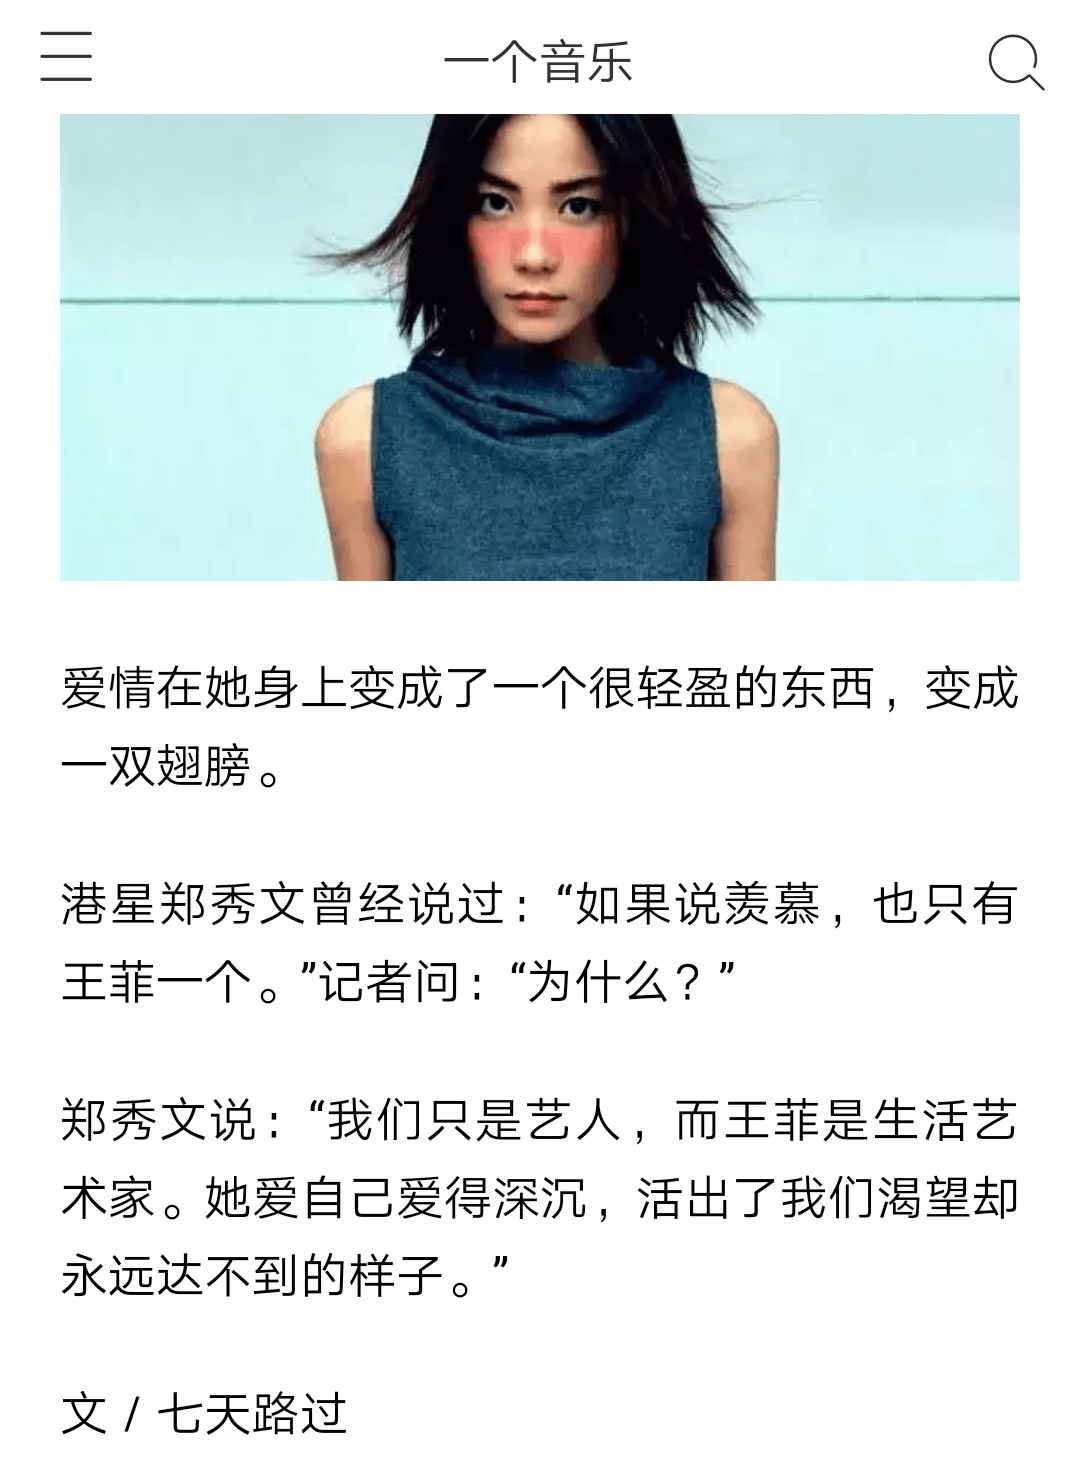 一个音乐
爱情在她身上变成了一个很轻盈的东西，变成
一双翅膀。
港星郑秀文曾经说过：“如果说羡慕，也只有
王菲一个。”记者问：“为什么？”
郑秀文说：“我们只是艺人，而王菲是生活艺
术家。她爱自己爱得深沉，活出了我们渴望却
永远达不到的样子。”
文 / 七天路过